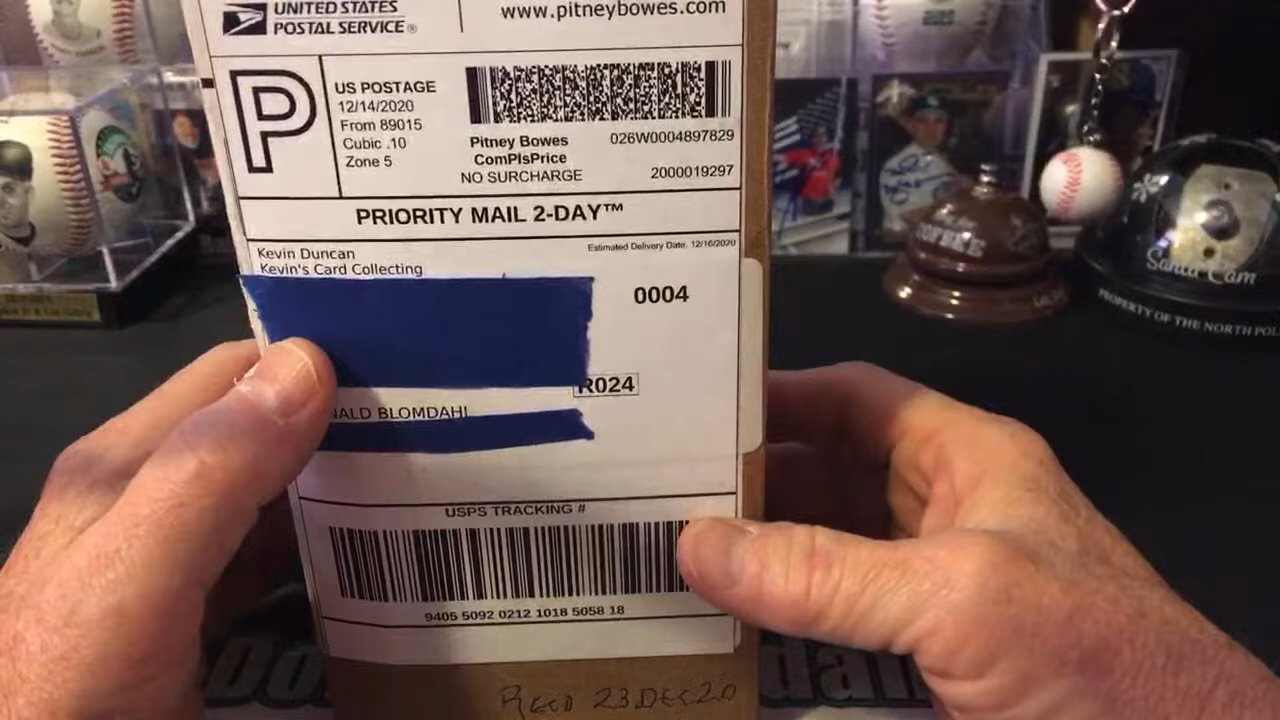 UNITED STATES
POSTAL SERVICE®
www.pitneybowes.com
P
US POSTAGE
12/14/2020
From 89015
Cubic .10
Zone 5
Pitney Bowes
ComPlsPrice
NO SURCHARGE
026W0004897829
2000019297
PRIORITY MAIL 2-DAY™
Estimated Delivery Date: 12/16/2020
Kevin Duncan
Kevin's Card Collecting
0004
R024
NALD BLOMDAHL
USPS TRACKING #
9405 5092 0212 1018 5058 18
RECD 23 DEC 20
Santa Cam
PROPERTY OF THE NORTH POL